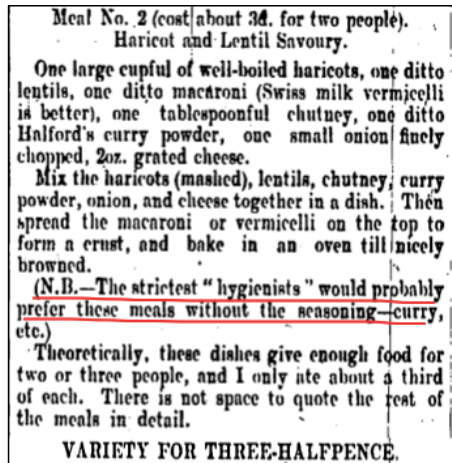 Meal No. 2 (cost about 3d. for two people).
Haricot and Lentil Savoury.
One large cupful of well-boiled haricots, one ditto
lentils, one ditto macaroni (Swiss milk vermicelli
is better), one tablespoonful chutney, one ditto
Halford's curry powder, one small onion finely
chopped, 2oz. grated cheese.
Mix the haricots (mashed), lentils, chutney, curry
powder, onion, and cheese together in a dish. Then
spread the macaroni or vermicelli on the top to
form a crust, and bake in an oven till nicely
browned.
(N.B.—The strictest "hygienists" would probably
prefer these meals without the seasoning—curry,
etc.)
Theoretically, these dishes give enough food for
two or three people, and I only ate about a third
of each. There is not space to quote the rest of
the meals in detail.
VARIETY FOR THREE-HALFPENCE.